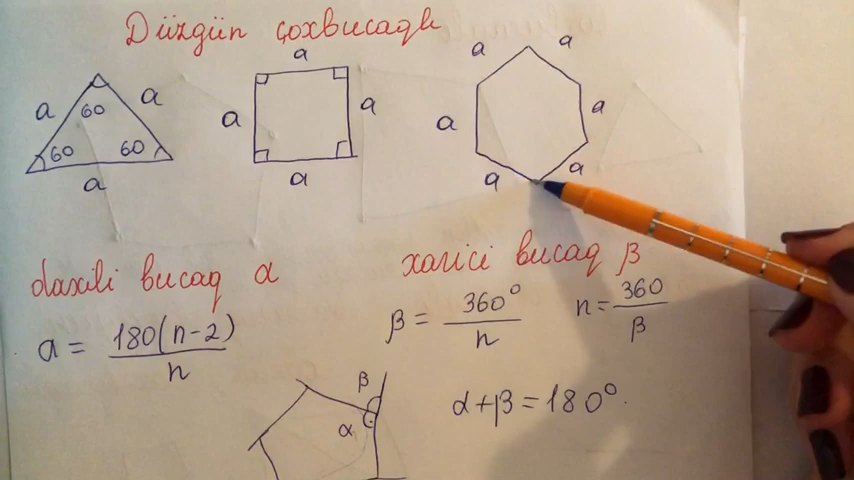 Düzgün çoxbucaqlı
a a 60 60 60 a
a a a a
a a a a a a
daxili bucaq α
xarici bucaq β
a = 180(n-2) / n
β = 360° / n
n = 360 / β
β
α
α+β=180°.